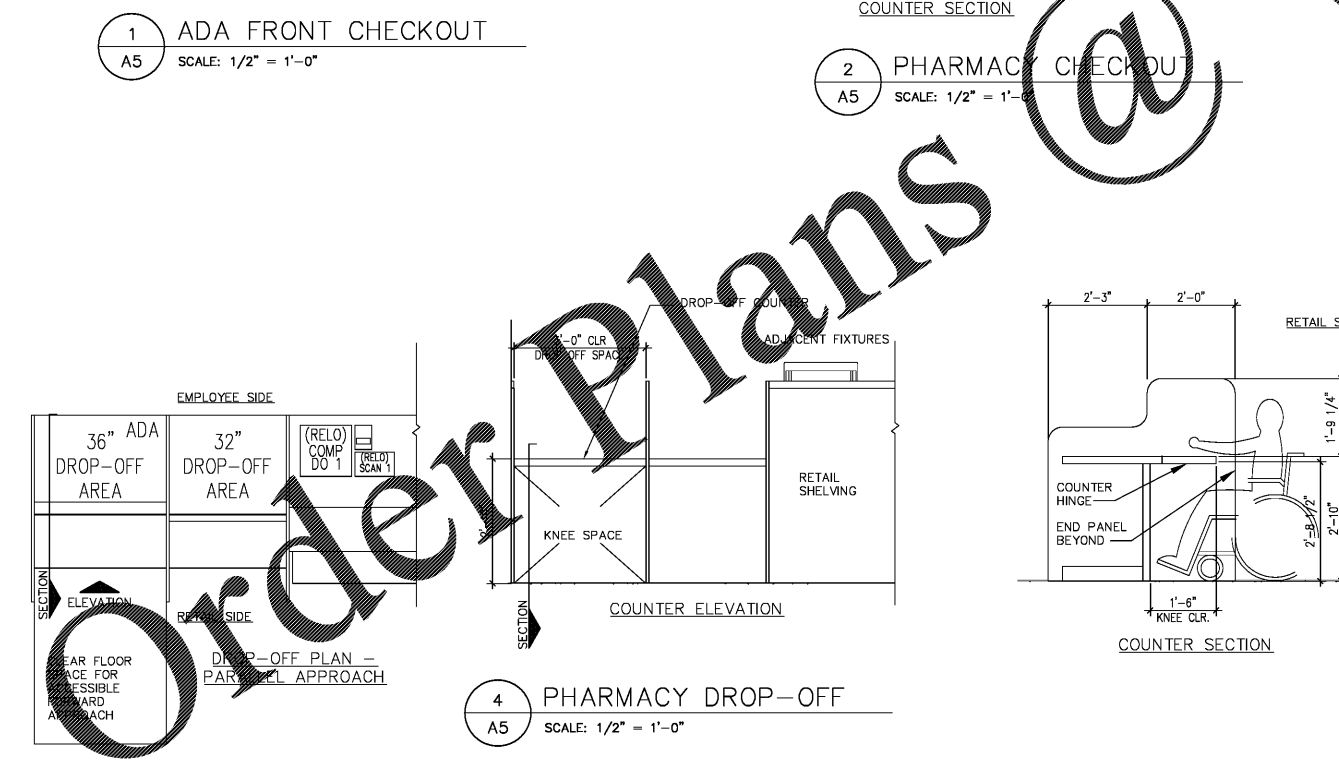 COUNTER SECTION
1
A5
ADA FRONT CHECKOUT
SCALE: 1/2" = 1'-0"
2
A5
PHARMACY CHECKOUT
SCALE: 1/2" = 1'-0"
Order Plans @
EMPLOYEE SIDE
36" ADA
DROP-OFF
AREA
32"
DROP-OFF
AREA
(RELO)
COMP
DO 1
(RELO)
SCAN 1
SECTION
ELEVATION
RETAIL SIDE
CLEAR FLOOR
SPACE FOR
ACCESSIBLE
FORWARD
APPROACH
DROP-OFF PLAN -
PARALLEL APPROACH
DROP-OFF COUNTER
'-0" CLR
DROP-OFF SPACE
ADJACENT FIXTURES
RETAIL
SHELVING
KNEE SPACE
COUNTER ELEVATION
SECTION
4
A5
PHARMACY DROP-OFF
SCALE: 1/2" = 1'-0"
2'-3"
2'-0"
RETAIL S
1'-9 1/4"
COUNTER
HINGE
END PANEL
BEYOND
2'-8 1/2"
2'-10"
1'-6"
KNEE CLR.
COUNTER SECTION